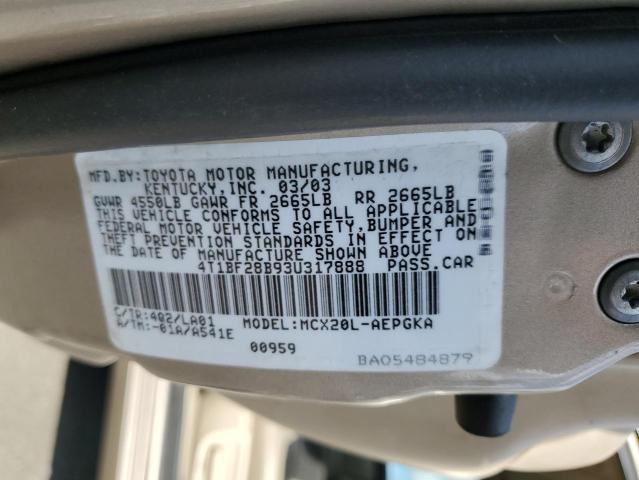 MFD.BY:TOYOTA MOTOR MANUFACTURING,
KENTUCKY,INC. 03/03
GVWR 4550LB GAWR FR 2665LB RR 2665LB
THIS VEHICLE CONFORMS TO ALL APPLICABLE
FEDERAL MOTOR VEHICLE SAFETY,BUMPER AND
THEFT PREVENTION STANDARDS IN EFFECT ON
THE DATE OF MANUFACTURE SHOWN ABOVE
4T1BF28B93U317888 PASS.CAR
C/TR:4Q2/LA01 MODEL:MCX20L-AEPGKA
A/TM:-01A/A541E
00959
BA05484879